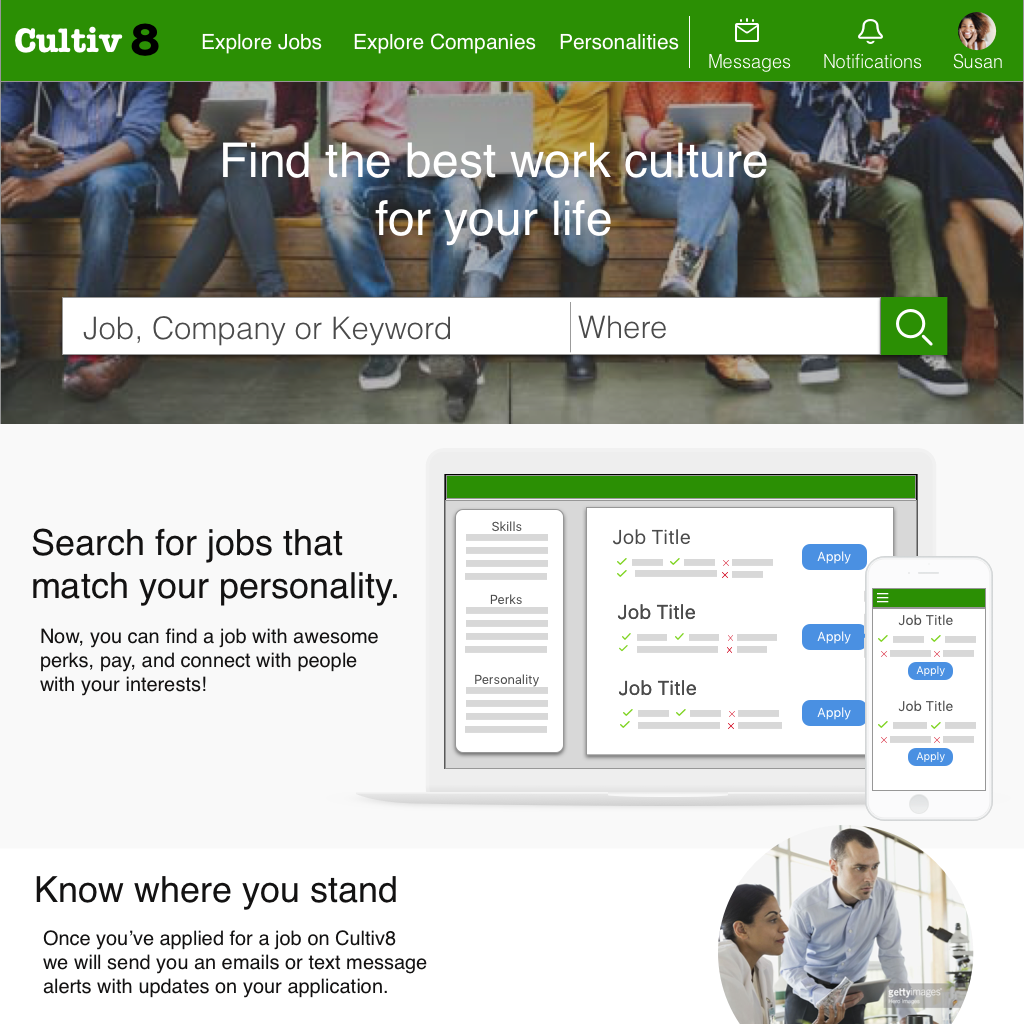 Cultiv 8
Explore Jobs
Explore Companies
Personalities
Messages
Notifications
Susan
Find the best work culture
for your life
Job, Company or Keyword
Where
Search for jobs that
match your personality.
Now, you can find a job with awesome
perks, pay, and connect with people
with your interests!
Skills
Perks
Personality
Job Title
Apply
Job Title
Apply
Job Title
Apply
Job Title
Apply
Job Title
Apply
Know where you stand
Once you’ve applied for a job on Cultiv8
we will send you an emails or text message
alerts with updates on your application.
gettyimages
Hero Images